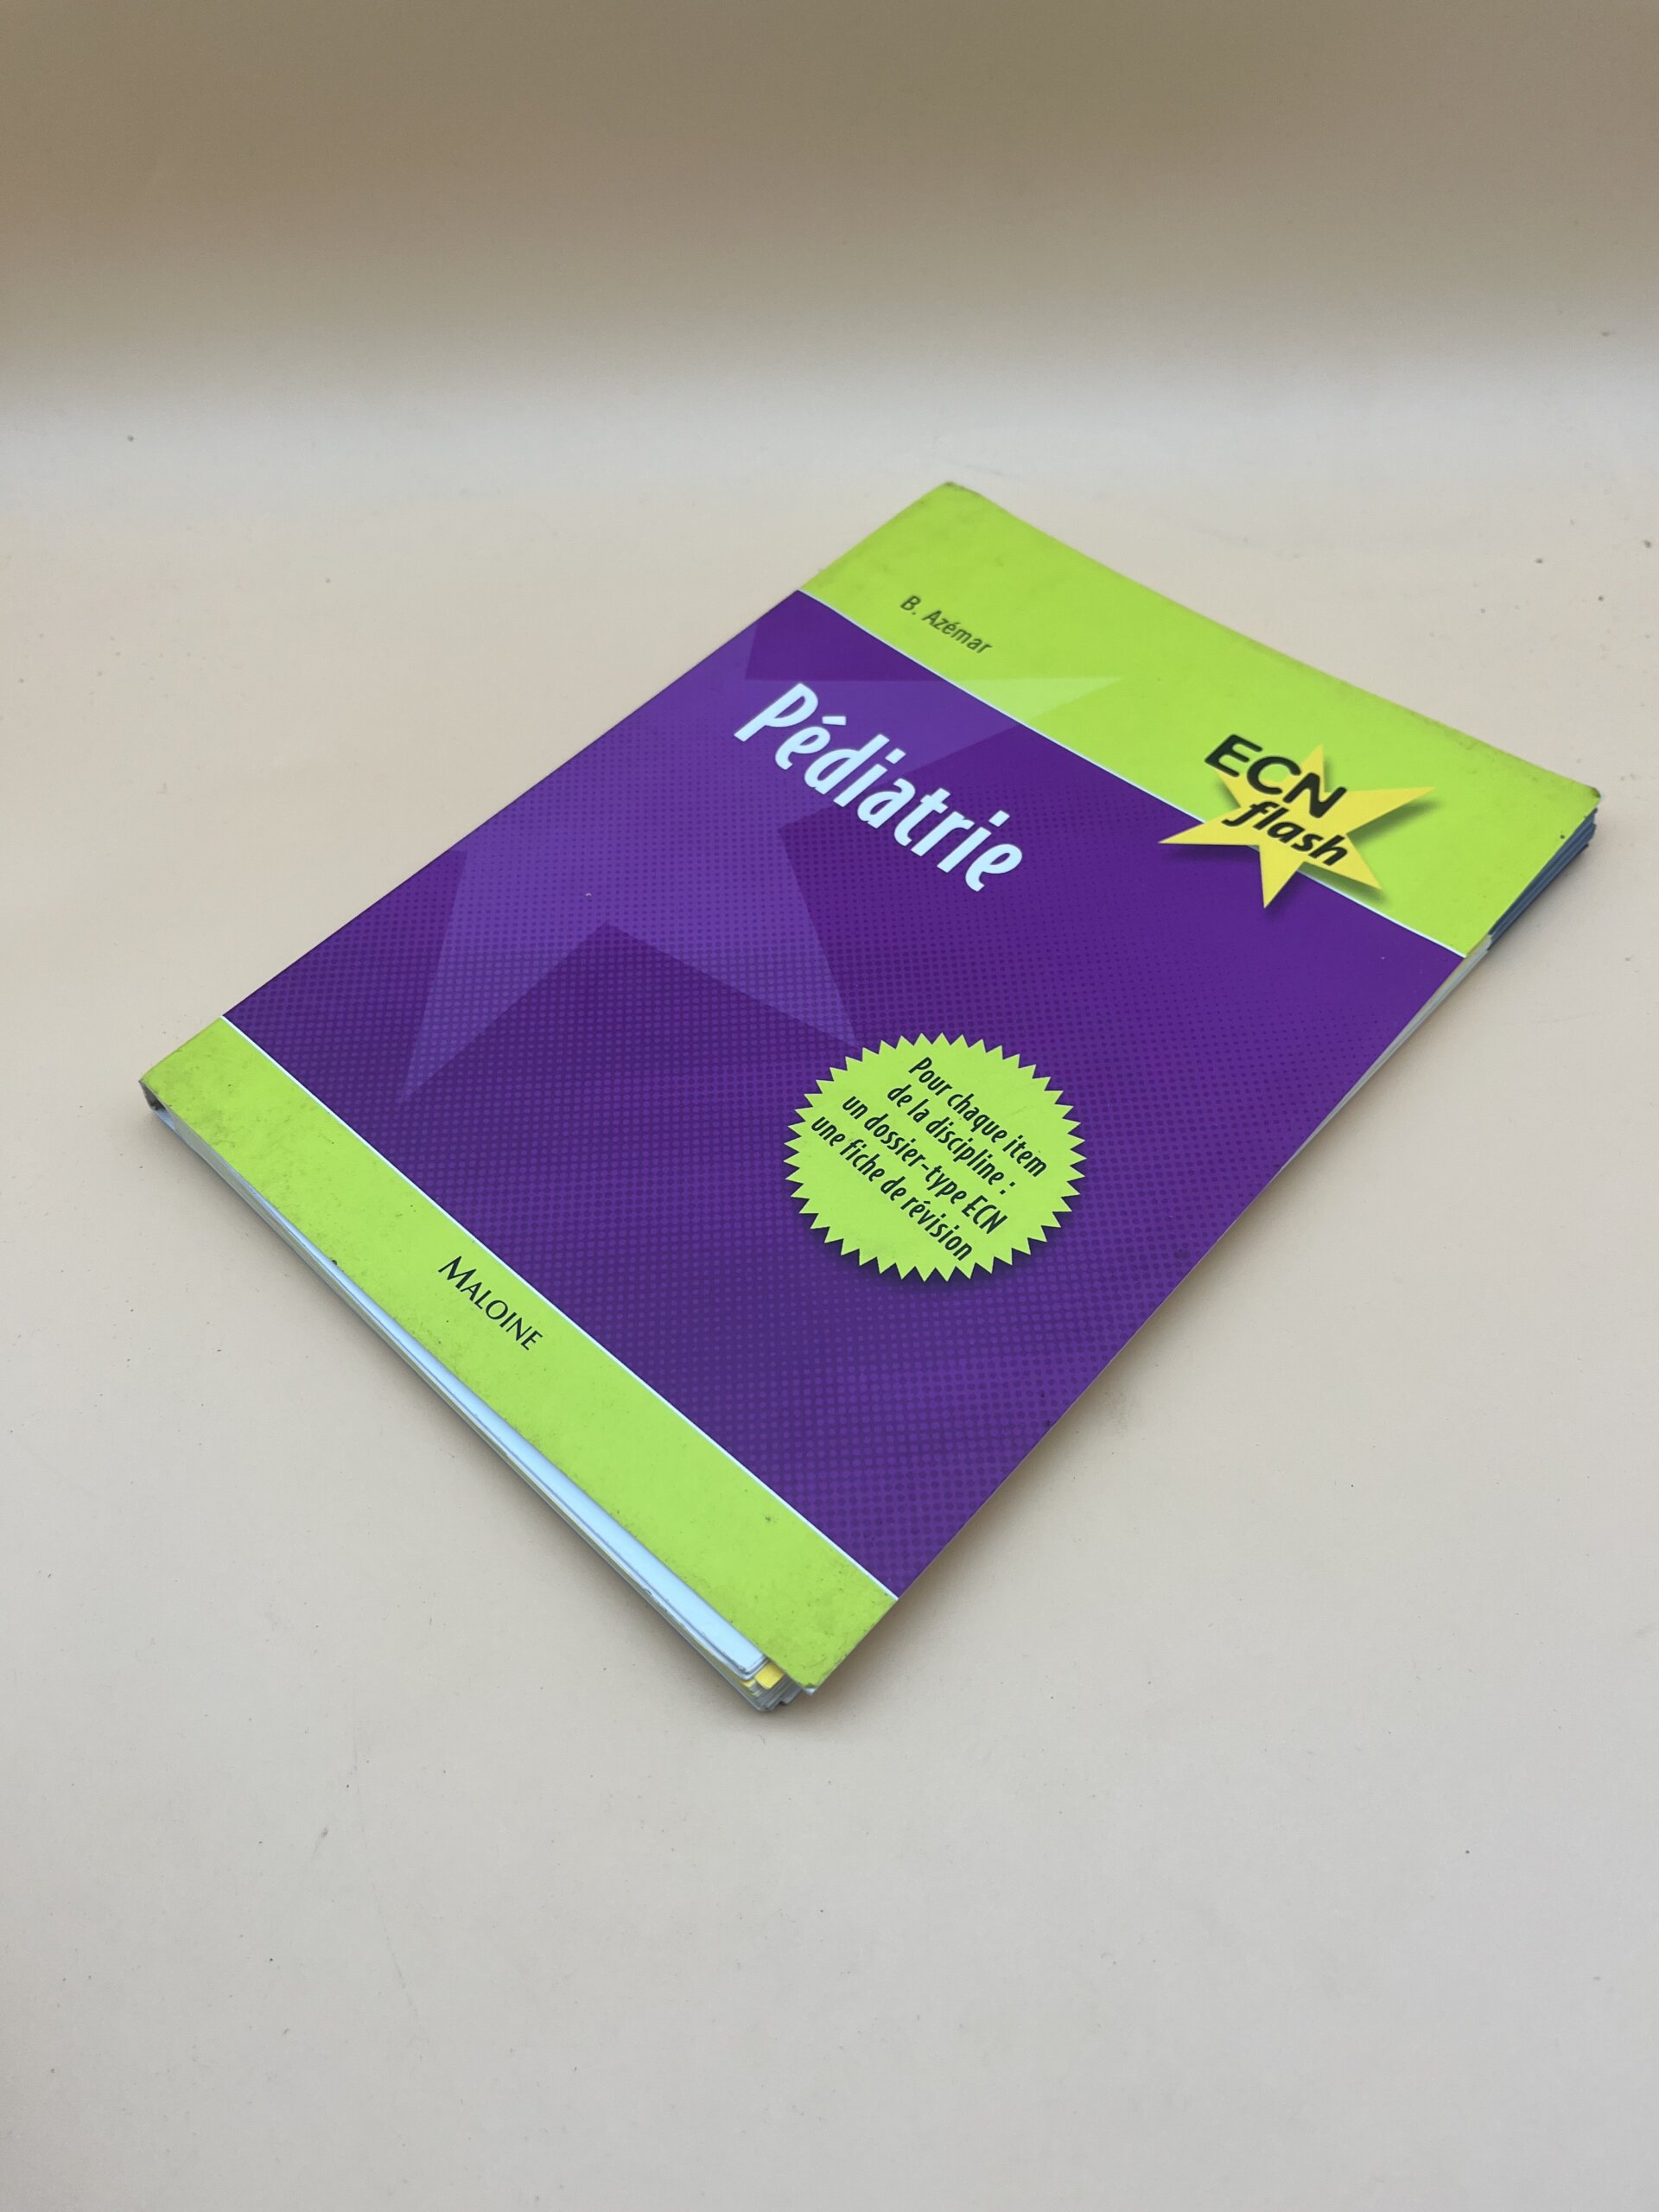 B. Azémar
ECN
flash
Pédiatrie
Pour chaque item
de la discipline :
un dossier-type ECN
une fiche de révision
MALOINE